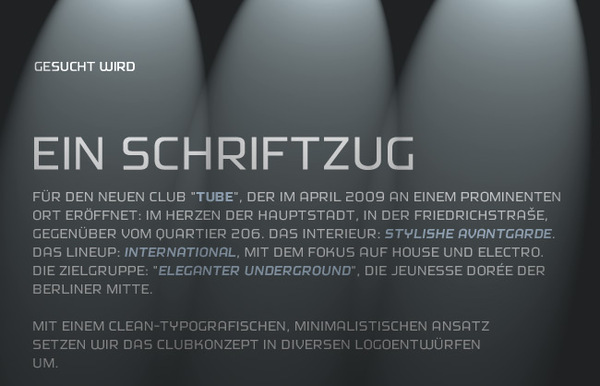 GESUCHT WIRD
EIN SCHRIFTZUG
FÜR DEN NEUEN CLUB "TUBE", DER IM APRIL 2009 AN EINEM PROMINENTEN
ORT ERÖFFNET: IM HERZEN DER HAUPTSTADT, IN DER FRIEDRICHSTRAŠE,
GEGENÜBER VOM QUARTIER 206. DAS INTERIEUR: STYLISHE AVANTGARDE.
DAS LINEUP: INTERNATIONAL, MIT DEM FOKUS AUF HOUSE UND ELECTRO.
DIE ZIELGRUPPE: "ELEGANTER UNDERGROUND", DIE JEUNESSE DORÉE DER
BERLINER MITTE.
MIT EINEM CLEAN-TYPOGRAFISCHEN, MINIMALISTISCHEN ANSATZ
SETZEN WIR DAS CLUBKONZEPT IN DIVERSEN LOGOENTWÜRFEN
UM.